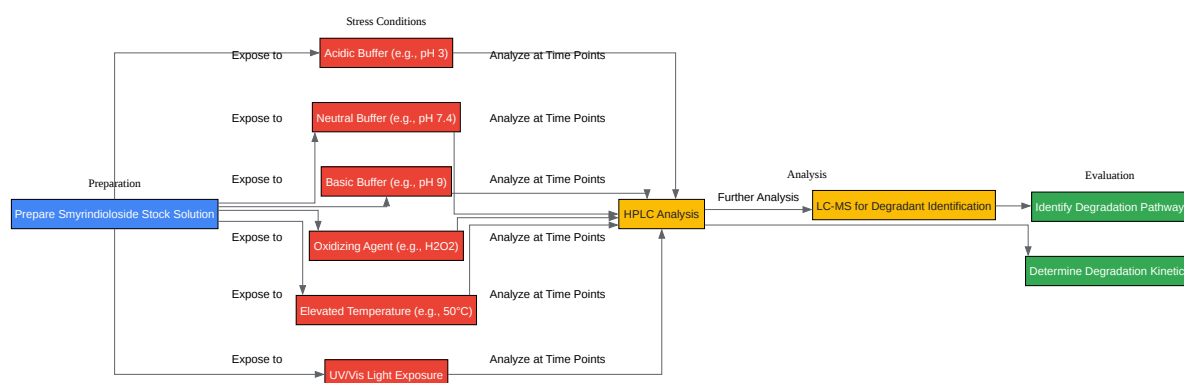 Stress Conditions
Expose to
Acidic Buffer (e.g., pH 3)
Analyze at Time Points
Expose to
Neutral Buffer (e.g., pH 7.4)
Analyze at Time Points
Expose to
Basic Buffer (e.g., pH 9)
Analyze at Time Points
Preparation
Prepare Smyrindioloside Stock Solution
Expose to
Oxidizing Agent (e.g., H2O2)
Analyze at Time Points
Expose to
Elevated Temperature (e.g., 50°C)
Analyze at Time Points
Expose to
UV/Vis Light Exposure
Analyze at Time Points
HPLC Analysis
Analysis
Further Analysis
LC-MS for Degradant Identification
Evaluation
Identify Degradation Pathway
Determine Degradation Kinetic